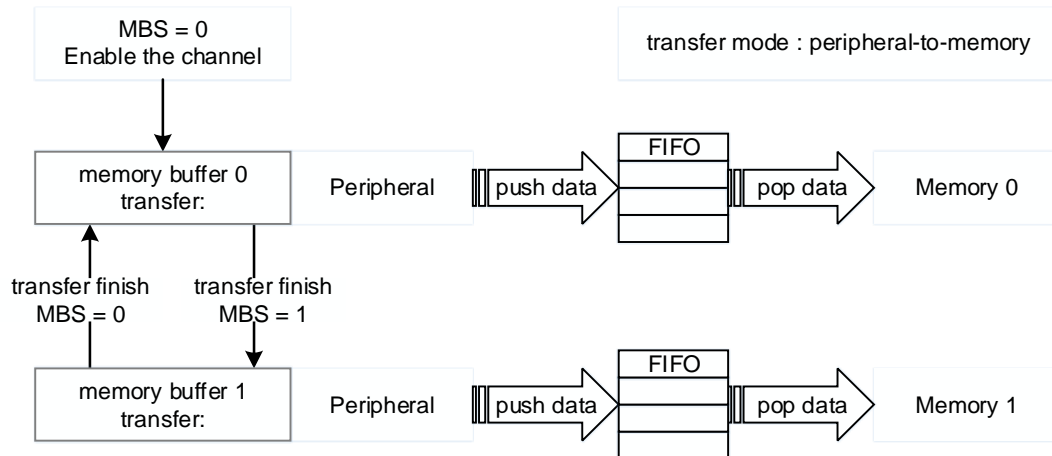 MBS = 0
Enable the channel
transfer mode : peripheral-to-memory
memory buffer 0
transfer:
Peripheral
push data
FIFO
pop data
Memory 0
transfer finish
MBS = 0
transfer finish
MBS = 1
memory buffer 1
transfer:
Peripheral
push data
FIFO
pop data
Memory 1